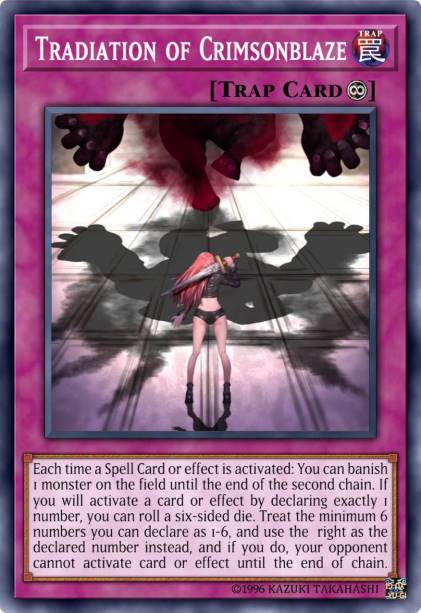 TRADIATION OF CRIMSONBLAZE
TRAP
罠
[TRAP CARD]
Each time a Spell Card or effect is activated: You can banish
1 monster on the field until the end of the second chain. If
you will activate a card or effect by declaring exactly 1
number, you can roll a six-sided die. Treat the minimum 6
numbers you can declare as 1-6, and use the right as the
declared number instead, and if you do, your opponent
cannot activate card or effect until the end of chain.
©1996 KAZUKI TAKAHASHI